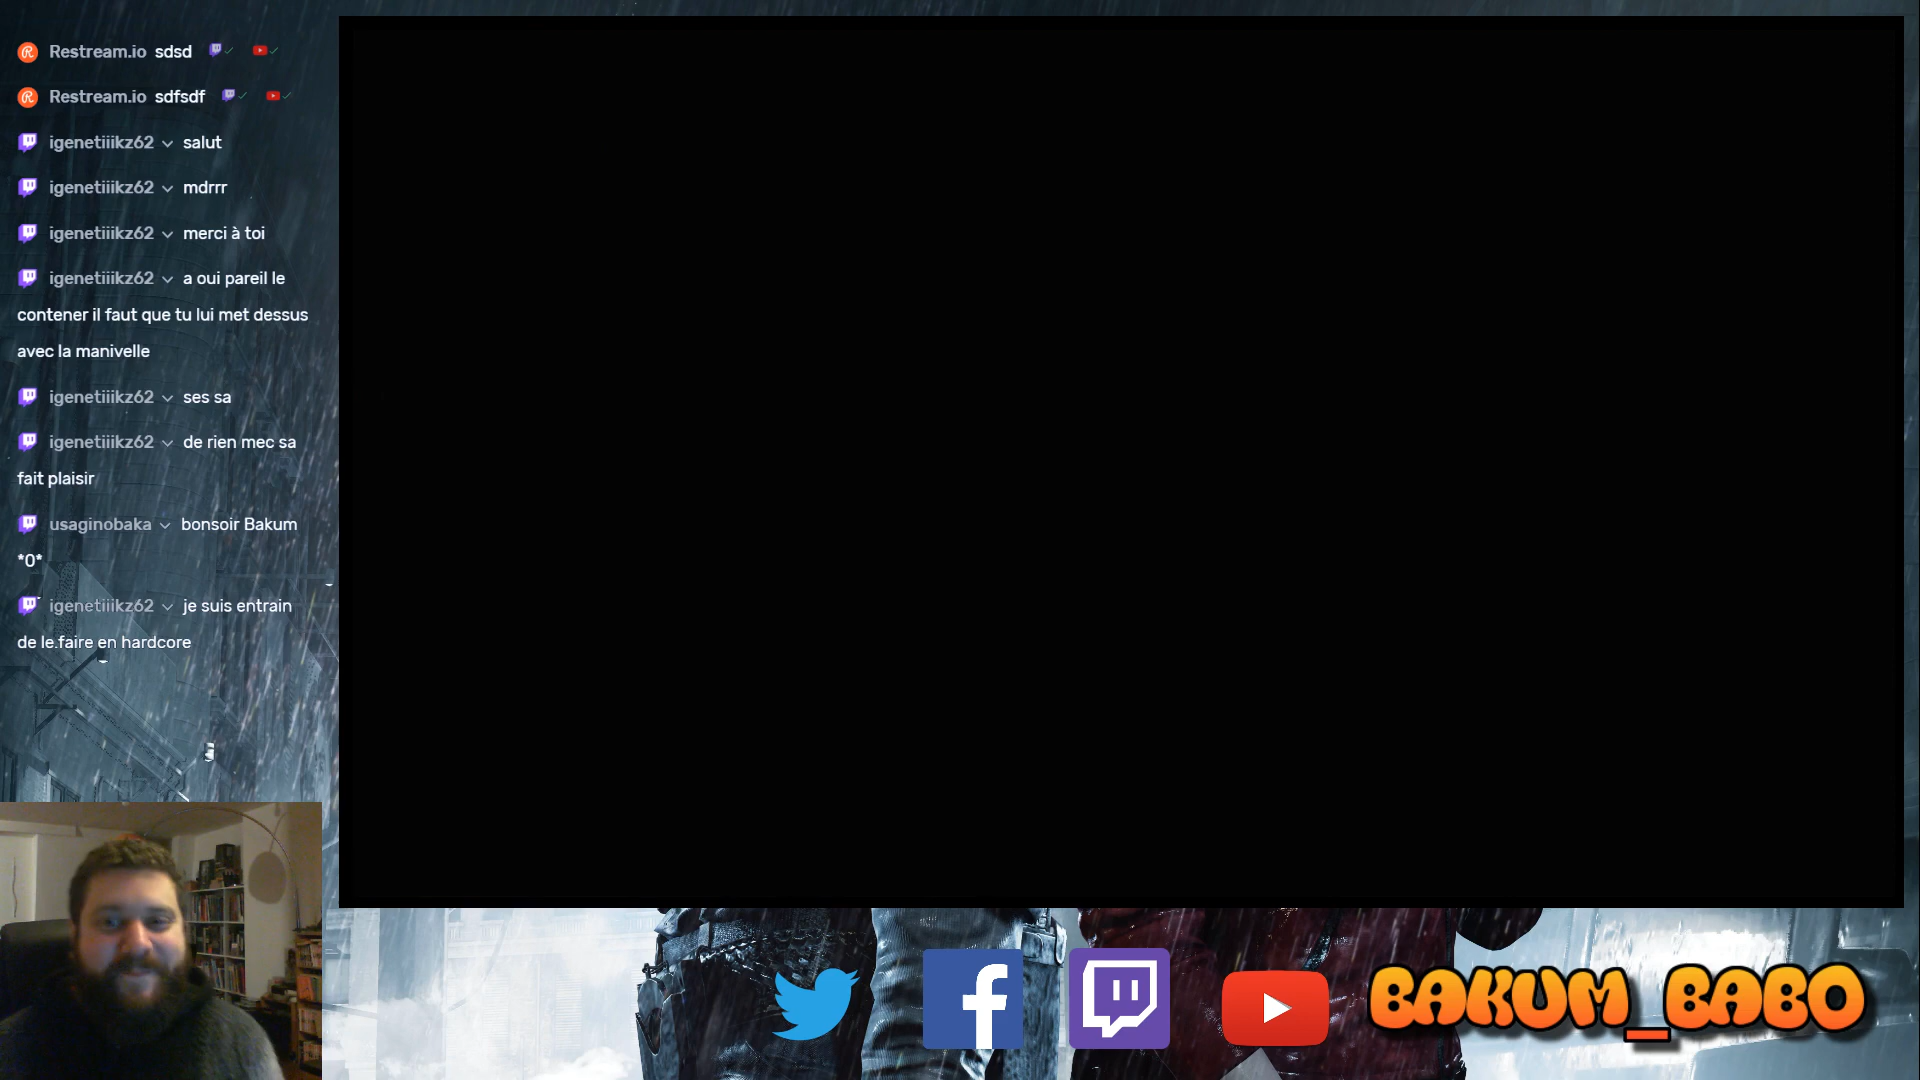 Restream.io sdsd
Restream.io sdfsdf
igenetiiikz62 salut
igenetiiikz62 mdrrr
igenetiiikz62 merci à toi
igenetiiikz62 a oui pareil le
contener il faut que tu lui met dessus
avec la manivelle
igenetiiikz62 ses sa
igenetiiikz62 de rien mec sa
fait plaisir
usaginobaka bonsoir Bakum
*0*
igenetiiikz62 je suis entrain
de le.faire en hardcore
BAKUM_BABO